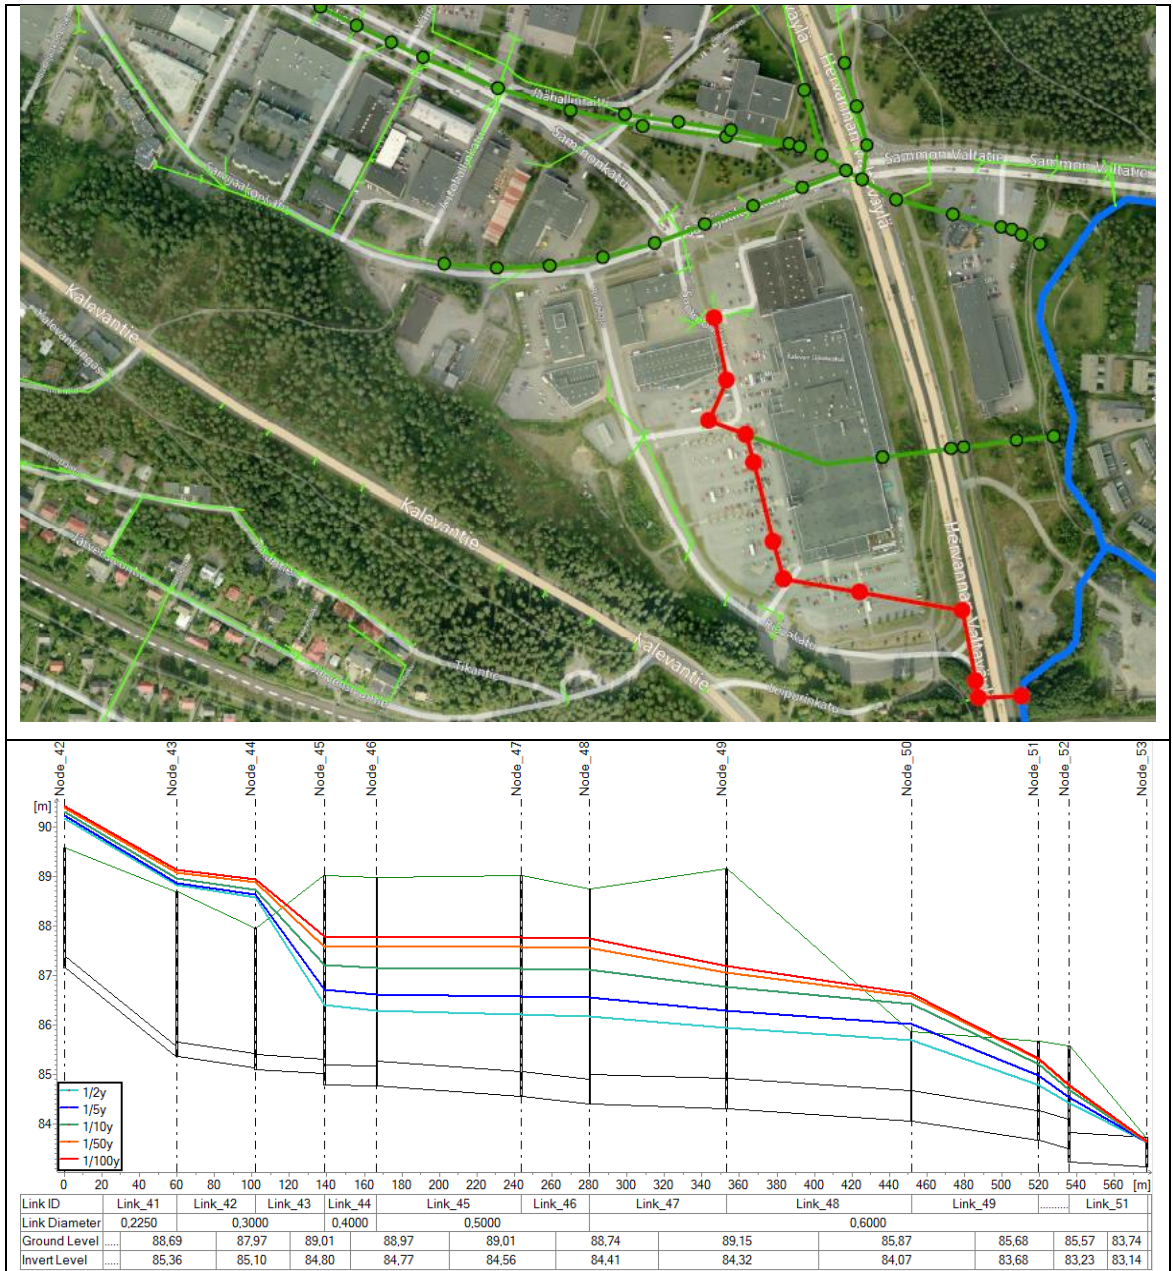 Hervannan
Valtaväylä
Jäähallinraitti
Sammonkatu
Sammon Valtatie
Sammon Valtatie
Sarvijaakonkatu
Kalevantie
Kalevankangas
Kalevantie
Hervannan Valtaväylä
Tikantie
Kalevantie
Node_42
Node_43
Node_44
Node_45
Node_46
Node_47
Node_48
Node_49
Node_50
Node_51
Node_52
Node_53
[m]
90
89
88
87
86
85
84
1/2y
1/5y
1/10y
1/50y
1/100y
0 20 40 60 80 100 120 140 160 180 200 220 240 260 280 300 320 340 360 380 400 420 440 460 480 500 520 540 560 [m]
Link ID Link_41 Link_42 Link_43 Link_44 Link_45 Link_46 Link_47 Link_48 Link_49 .......... Link_51
Link Diameter 0,2250 0,3000 0,4000 0,5000 0,6000
Ground Level ..... 88,69 87,97 89,01 88,97 89,01 88,74 89,15 85,87 85,68 85,57 83,74
Invert Level ..... 85,36 85,10 84,80 84,77 84,56 84,41 84,32 84,07 83,68 83,23 83,14